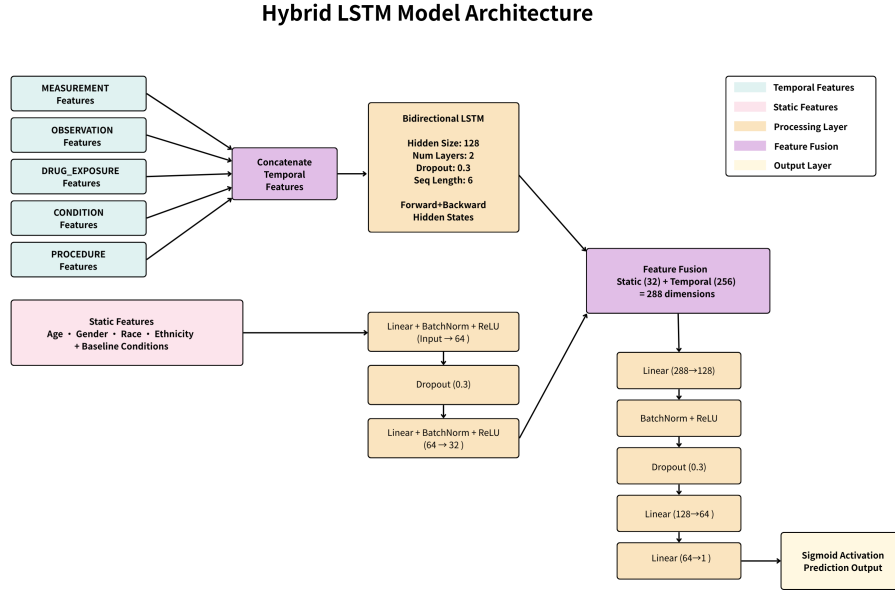 Hybrid LSTM Model Architecture
MEASUREMENT
Features
OBSERVATION
Features
DRUG_EXPOSURE
Features
CONDITION
Features
PROCEDURE
Features
Concatenate
Temporal
Features
Bidirectional LSTM
Hidden Size: 128
Num Layers: 2
Dropout: 0.3
Seq Length: 6
Forward+Backward
Hidden States
Temporal Features
Static Features
Processing Layer
Feature Fusion
Output Layer
Static Features
Age • Gender • Race • Ethnicity
+ Baseline Conditions
Linear + BatchNorm + ReLU
(Input → 64 )
Dropout (0.3)
Linear + BatchNorm + ReLU
(64 → 32 )
Feature Fusion
Static (32) + Temporal (256)
= 288 dimensions
Linear (288→128)
BatchNorm + ReLU
Dropout (0.3)
Linear (128→64 )
Linear (64→1 )
Sigmoid Activation
Prediction Output